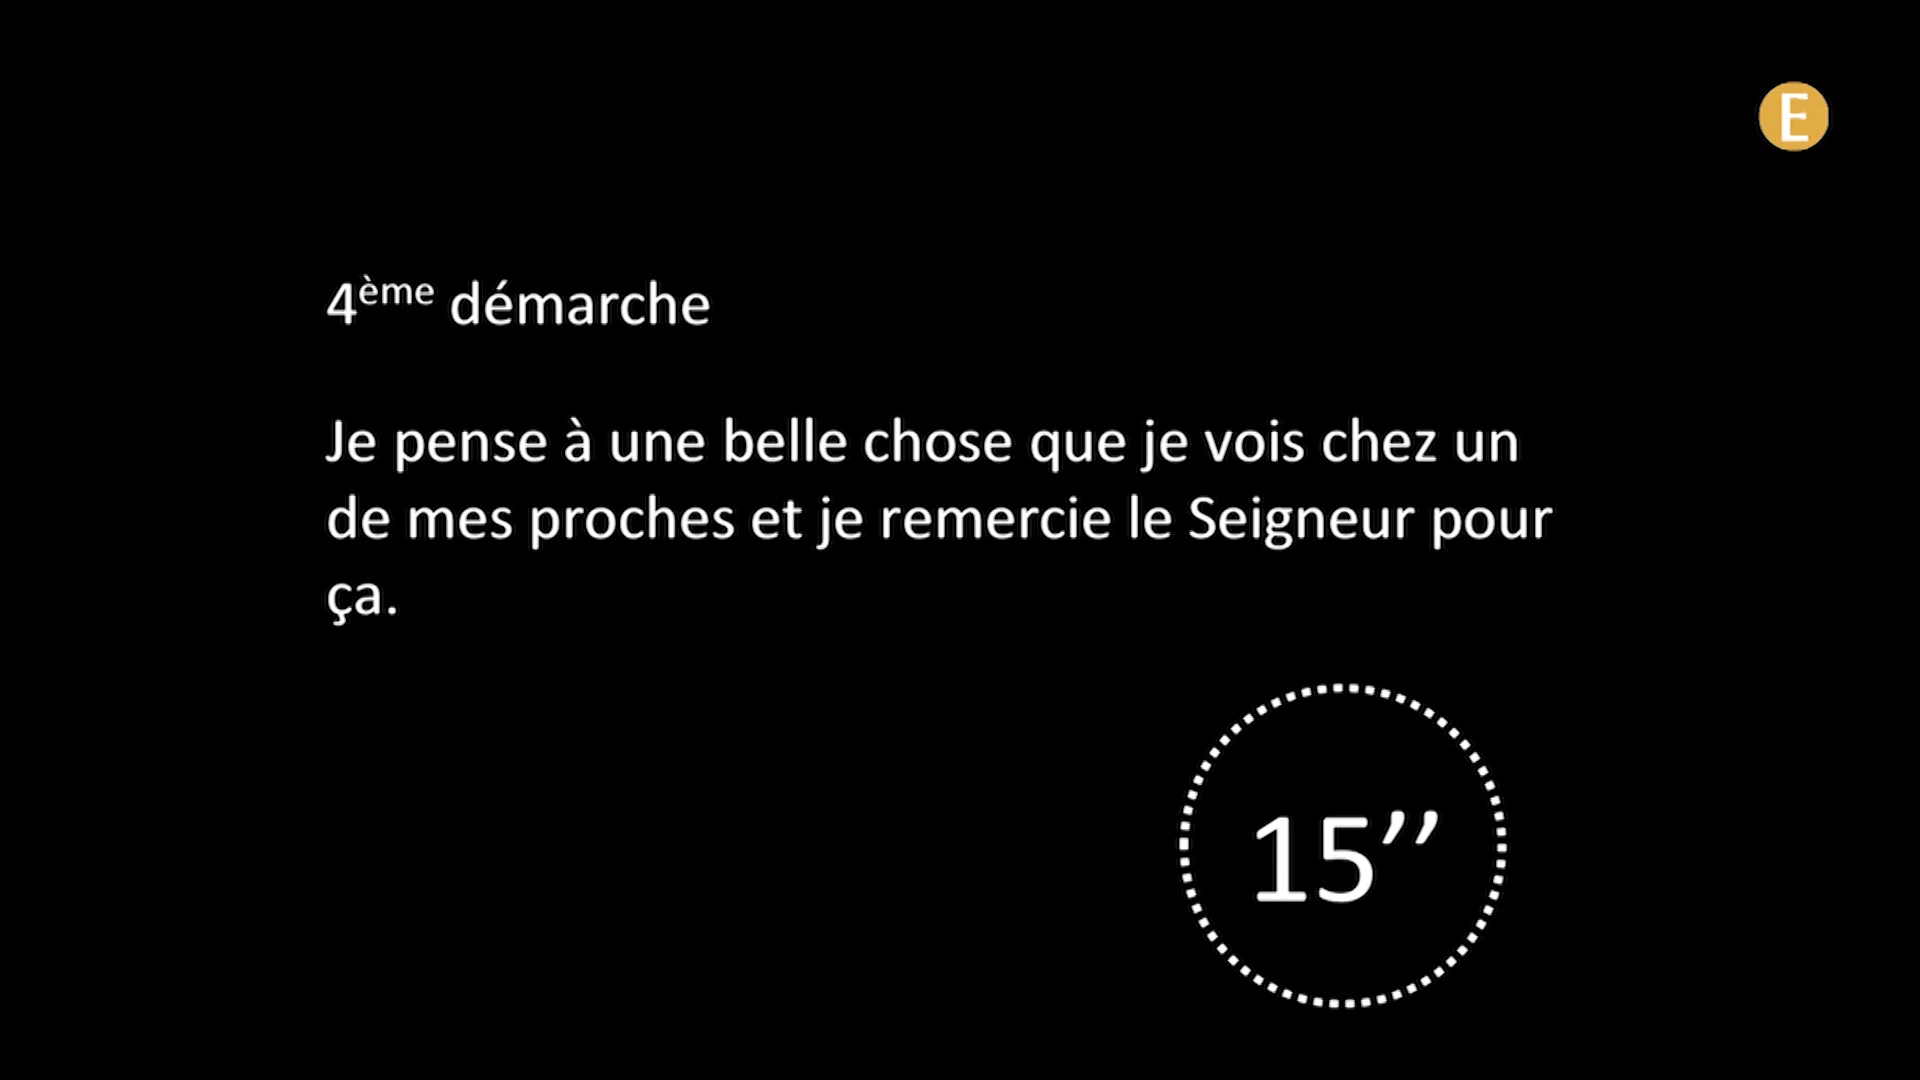 E
4ème démarche
Je pense à une belle chose que je vois chez un
de mes proches et je remercie le Seigneur pour
ça.
15’’